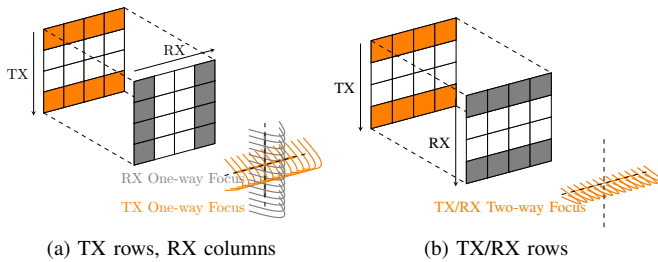 RX
TX
TX
RX
RX One-way Focus
TX One-way Focus
TX/RX Two-way Focus
(a) TX rows, RX columns
(b) TX/RX rows